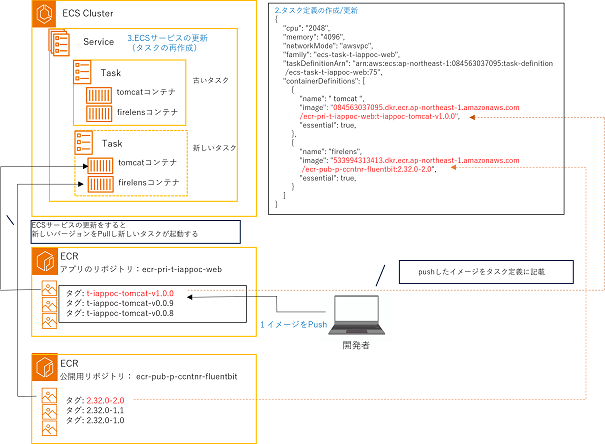 ECS Cluster
Service
3.ECSサービスの更新
(タスクの再作成)
Task
古いタスク
tomcatコンテナ
firelensコンテナ
Task
新しいタスク
tomcatコンテナ
firelensコンテナ
2.タスク定義の作成/更新
{
"cpu": "2048",
"memory": "4096",
"networkMode": "awsvpc",
"family": "ecs-task-t-iappoc-web",
"taskDefinitionArn": "arn:aws:ecs:ap-northeast-1:084563037095:task-definition
/ecs-task-t-iappoc-web:75",
"containerDefinitions": [
{
"name": " tomcat ",
"image": "084563037095.dkr.ecr.ap-northeast-1.amazonaws.com
/ecr-pri-t-iappoc-web:t-iappoc-tomcat-v1.0.0",
"essential": true,
},
{
"name": "firelens",
"image": "533994313413.dkr.ecr.ap-northeast-1.amazonaws.com
/ecr-pub-p-ccntnr-fluentbit:2.32.0-2.0",
"essential": true,
}
]
}
ECSサービスの更新をすると
新しいバージョンをPullし新しいタスクが起動する
ECR
アプリのリポジトリ：ecr-pri-t-iappoc-web
タグ: t-iappoc-tomcat-v1.0.0
タグ: t-iappoc-tomcat-v0.0.9
タグ: t-iappoc-tomcat-v0.0.8
pushしたイメージをタスク定義に記載
1 イメージをPush
開発者
ECR
公開用リポジトリ： ecr-pub-p-ccntnr-fluentbit
タグ: 2.32.0-2.0
タグ: 2.32.0-1.1
タグ: 2.32.0-1.0